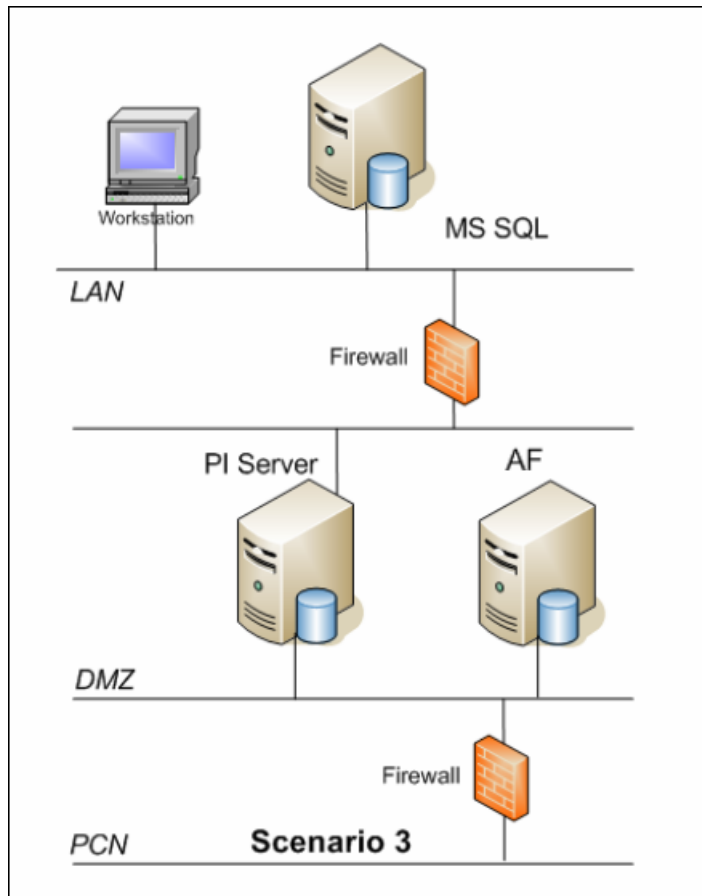 Workstation
MS SQL
LAN
Firewall
PI Server
AF
DMZ
Firewall
PCN
Scenario 3